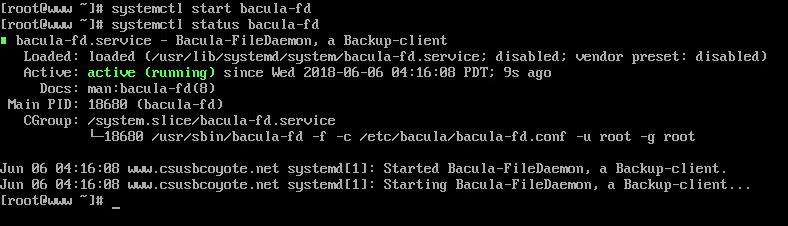 [root@www ~]# systemctl start bacula-fd
[root@www ~]# systemctl status bacula-fd
bacula-fd.service - Bacula-FileDaemon, a Backup-client
Loaded: loaded (/usr/lib/systemd/system/bacula-fd.service; disabled; vendor preset: disabled)
Active: active (running) since Wed 2018-06-06 04:16:08 PDT; 9s ago
Docs: man:bacula-fd(8)
Main PID: 18680 (bacula-fd)
CGroup: /system.slice/bacula-fd.service
└─18680 /usr/sbin/bacula-fd -f -c /etc/bacula/bacula-fd.conf -u root -g root
Jun 06 04:16:08 www.csusbcoyote.net systemd[1]: Started Bacula-FileDaemon, a Backup-client.
Jun 06 04:16:08 www.csusbcoyote.net systemd[1]: Starting Bacula-FileDaemon, a Backup-client...
[root@www ~]# _